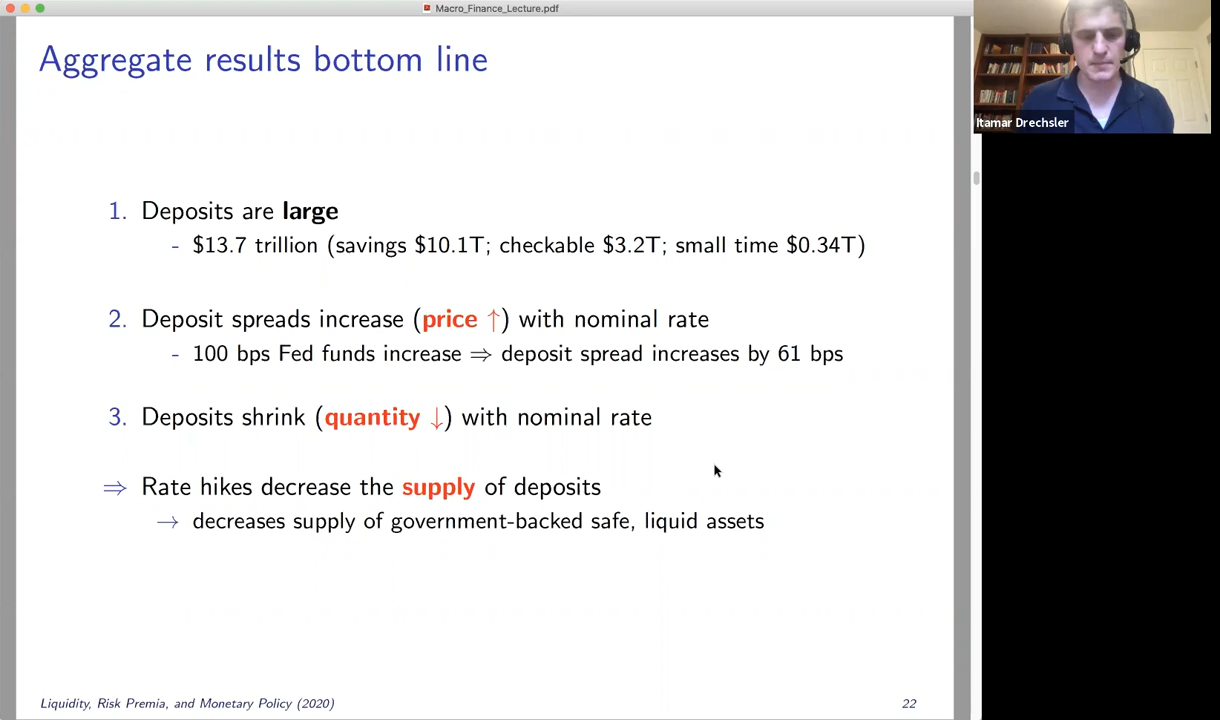 Macro_Finance_Lecture.pdf
Aggregate results bottom line
Itamar Drechsler
1. Deposits are large
- $13.7 trillion (savings $10.1T; checkable $3.2T; small time $0.34T)
2. Deposit spreads increase (price ↑) with nominal rate
- 100 bps Fed funds increase ⇒ deposit spread increases by 61 bps
3. Deposits shrink (quantity ↓) with nominal rate
⇒ Rate hikes decrease the supply of deposits
→ decreases supply of government-backed safe, liquid assets
Liquidity, Risk Premia, and Monetary Policy (2020)
22